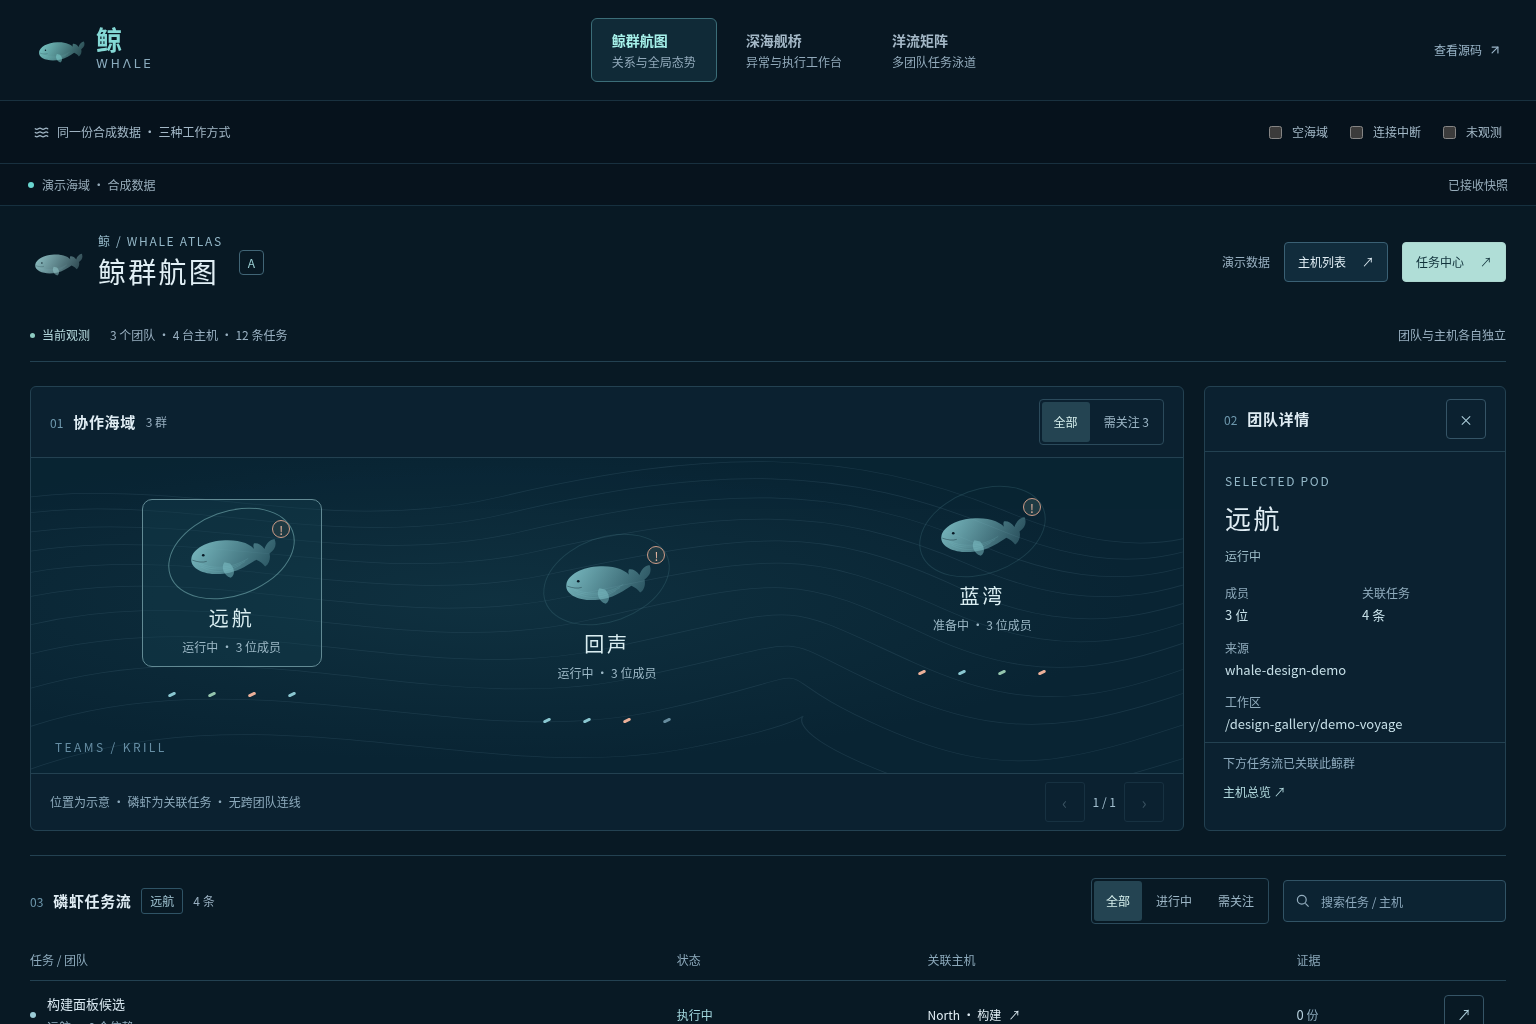 鲸
WHΛLE
鲸群航图
关系与全局态势
深海舰桥
异常与执行工作台
洋流矩阵
多团队任务泳道
查看源码
同一份合成数据 · 三种工作方式
空海域
连接中断
未观测
演示海域 · 合成数据
已接收快照
鲸 / WHALE ATLAS
鲸群航图
A
演示数据
主机列表 ↗
任务中心 ↗
当前观测
3 个团队 · 4 台主机 · 12 条任务
团队与主机各自独立
01 协作海域 3 群
全部
需关注 3
!
远航
运行中 · 3 位成员
!
回声
运行中 · 3 位成员
!
蓝湾
准备中 · 3 位成员
TEAMS / KRILL
位置为示意 · 磷虾为关联任务 · 无跨团队连线
‹ 1 / 1 ›
02 团队详情
×
SELECTED POD
远航
运行中
成员
3 位
关联任务
4 条
来源
whale-design-demo
工作区
/design-gallery/demo-voyage
下方任务流已关联此鲸群
主机总览 ↗
03 磷虾任务流 远航 4 条
全部
进行中
需关注
搜索任务 / 主机
任务 / 团队
状态
关联主机
证据
构建面板候选
执行中
North · 构建 ↗
0 份
↗